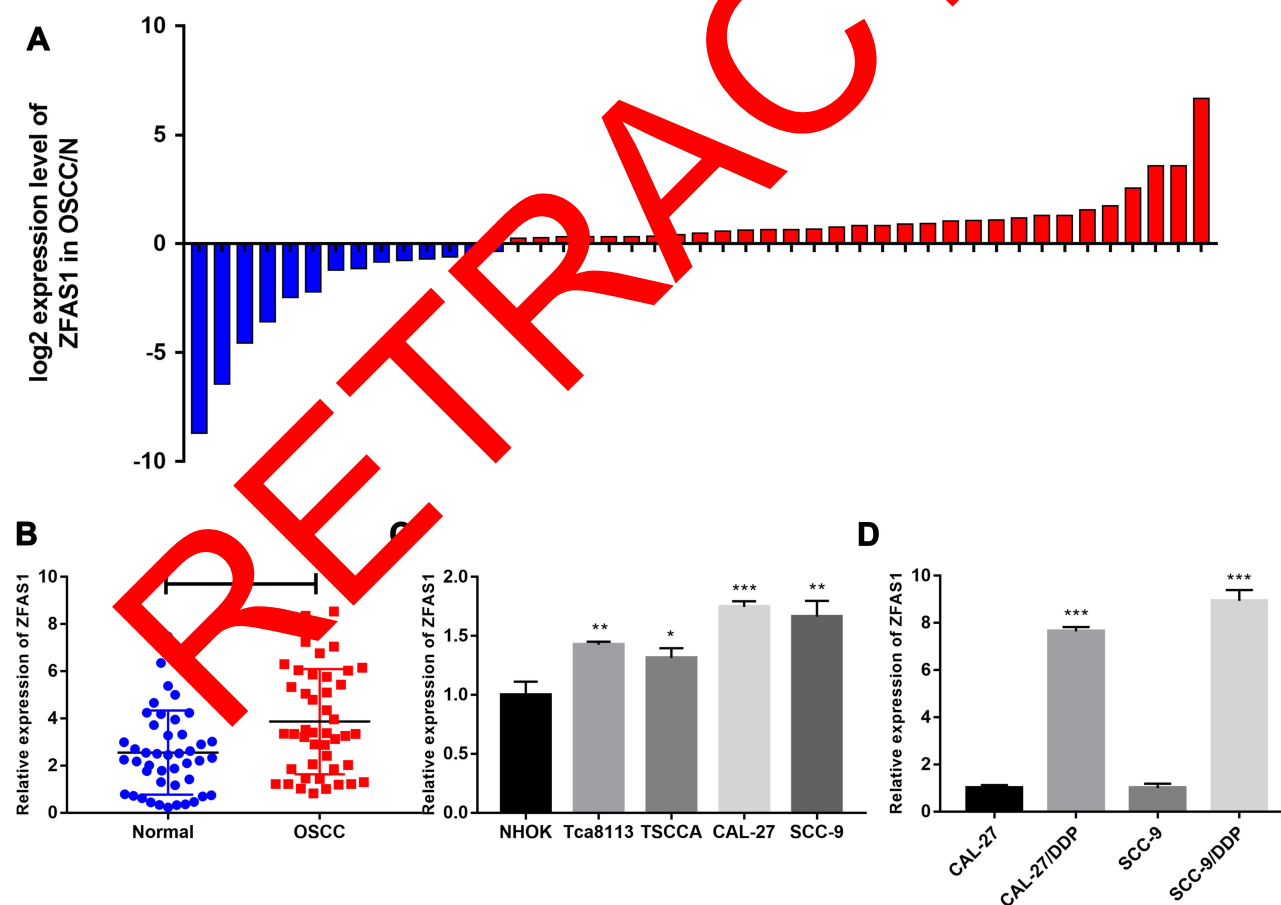 A
10
5
0
-5
-10
log2 expression level of
ZFAS1 in OSCC/N
RETRAC
B
Relative expression of ZFAS1
10
8
6
4
2
0
Normal
OSCC
Relative expression of ZFAS1
2.0
1.5
1.0
0.5
0.0
**
*
***
**
NHOK
Tca8113
TSCCA
CAL-27
SCC-9
D
Relative expression of ZFAS1
10
8
6
4
2
0
***
***
CAL-27
CAL-27/DDP
SCC-9
SCC-9/DDP